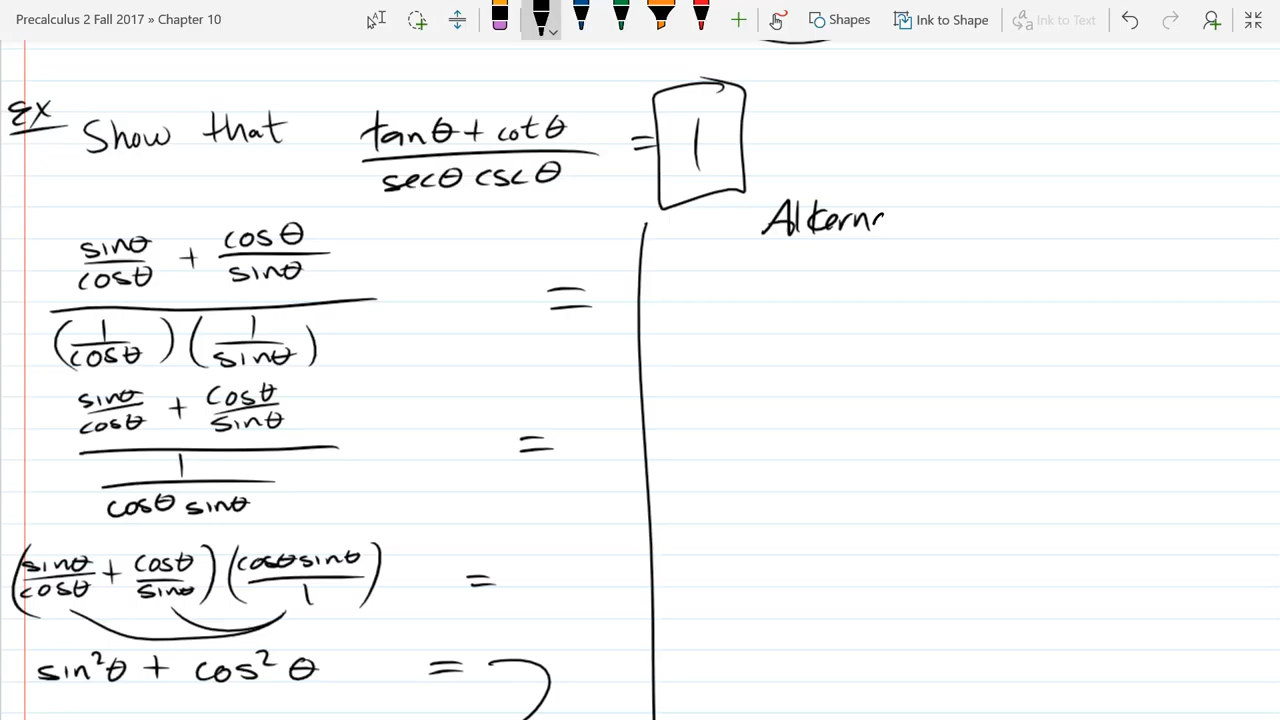 Precalculus 2 Fall 2017 » Chapter 10
Shapes
Ink to Shape
Ink to Text
Ex Show that (tanθ + cotθ)/(secθ cscθ) = 1
(sinθ/cosθ + cosθ/sinθ)/((1/cosθ)(1/sinθ)) =
Altern
(sinθ/cosθ + cosθ/sinθ)/(1/(cosθ sinθ)) =
(sinθ/cosθ + cosθ/sinθ)(cosθsinθ/1) =
sin²θ + cos²θ =